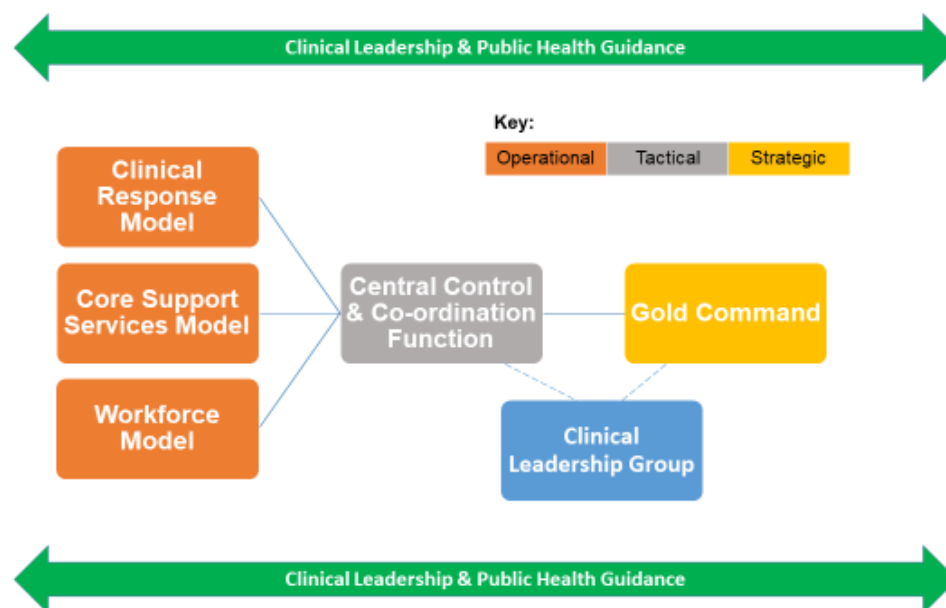 Clinical Leadership & Public Health Guidance
Key:
Operational
Tactical
Strategic
Clinical
Response
Model
Core Support
Services Model
Workforce
Model
Central Control
& Co-ordination
Function
Gold Command
Clinical
Leadership Group
Clinical Leadership & Public Health Guidance